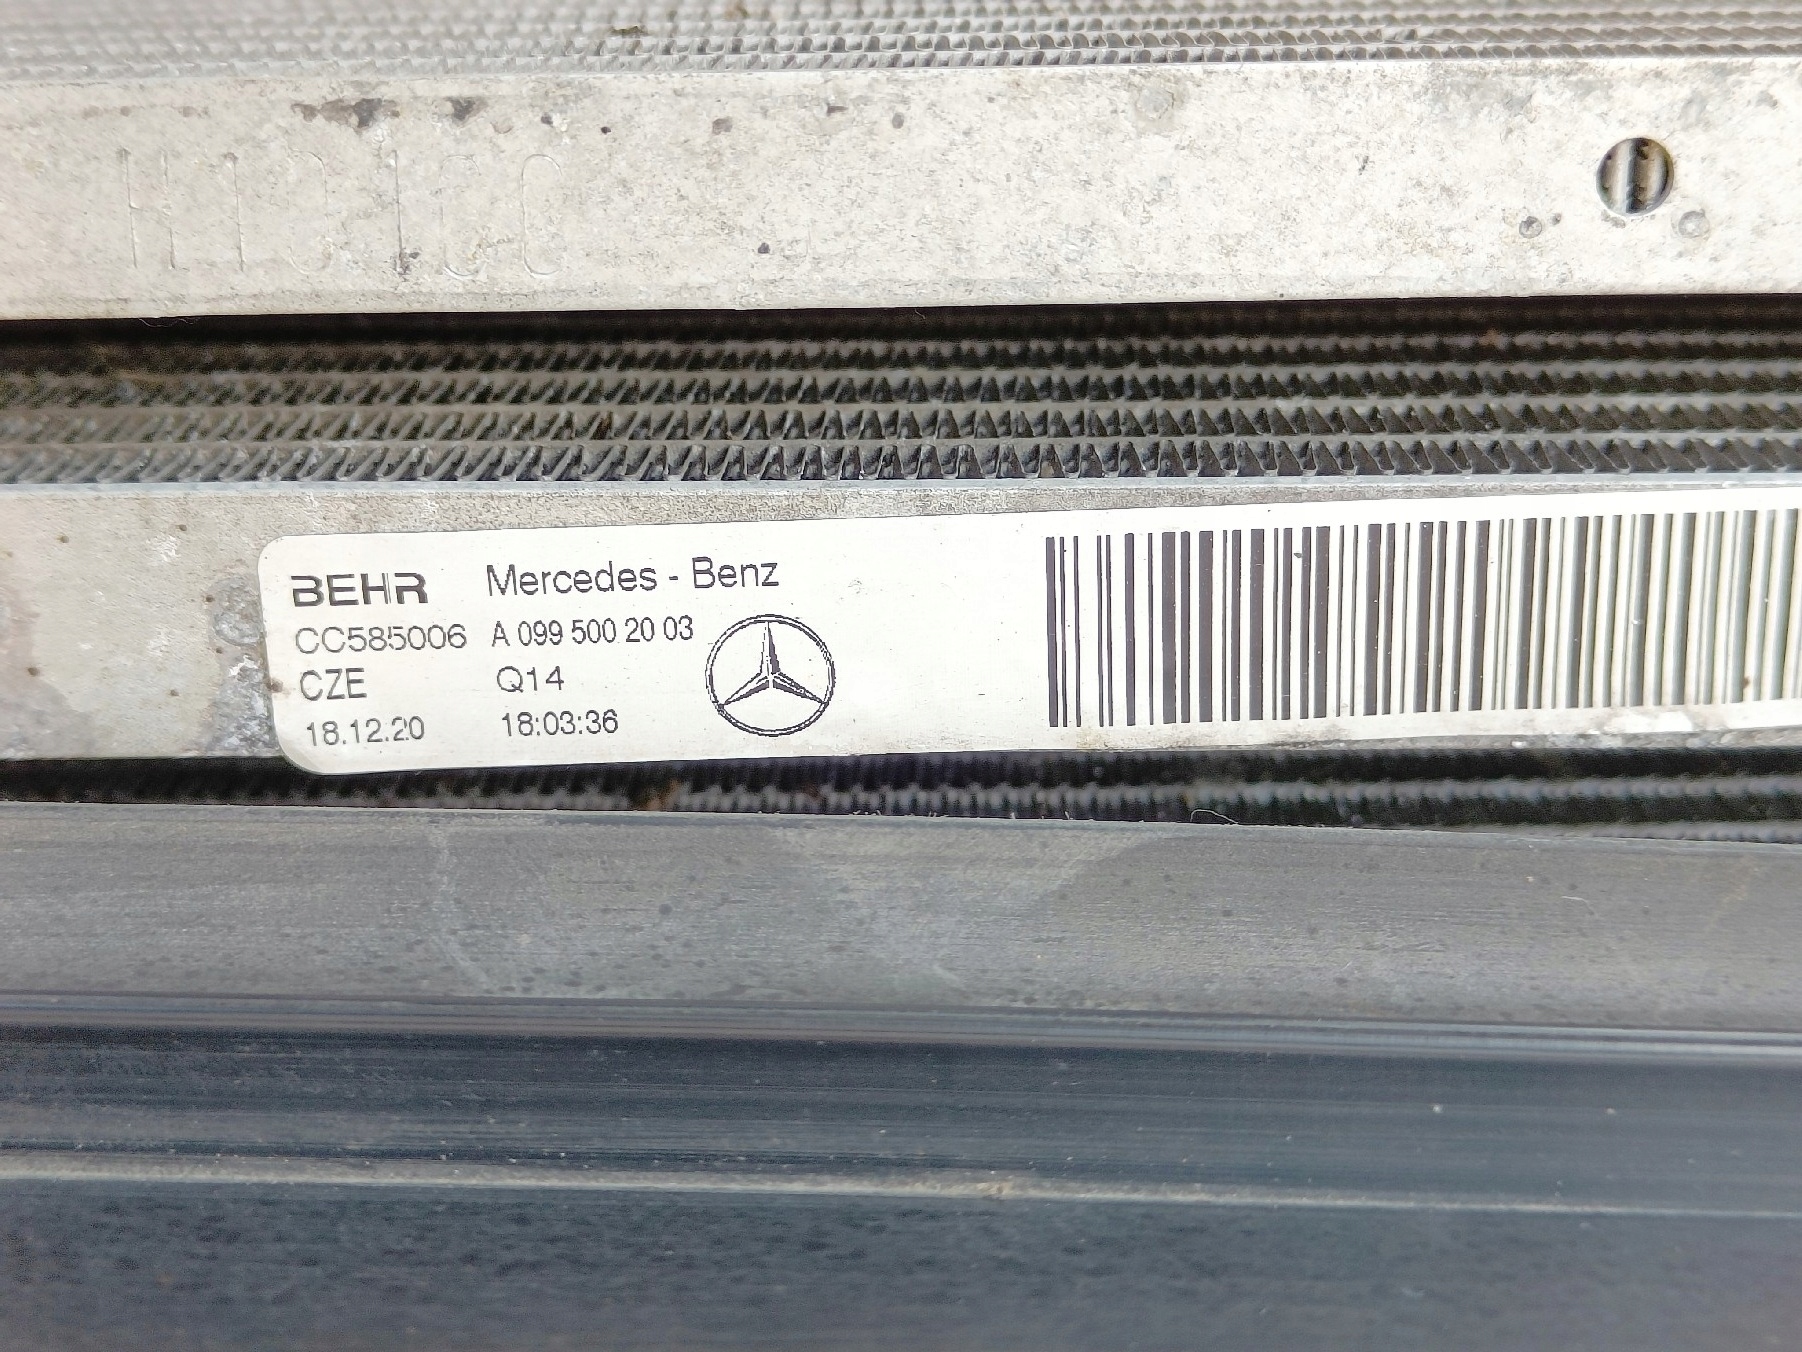 BEHR Mercedes - Benz
CC585006 A 099 500 20 03
CZE Q14
18.12.20 18:03:36